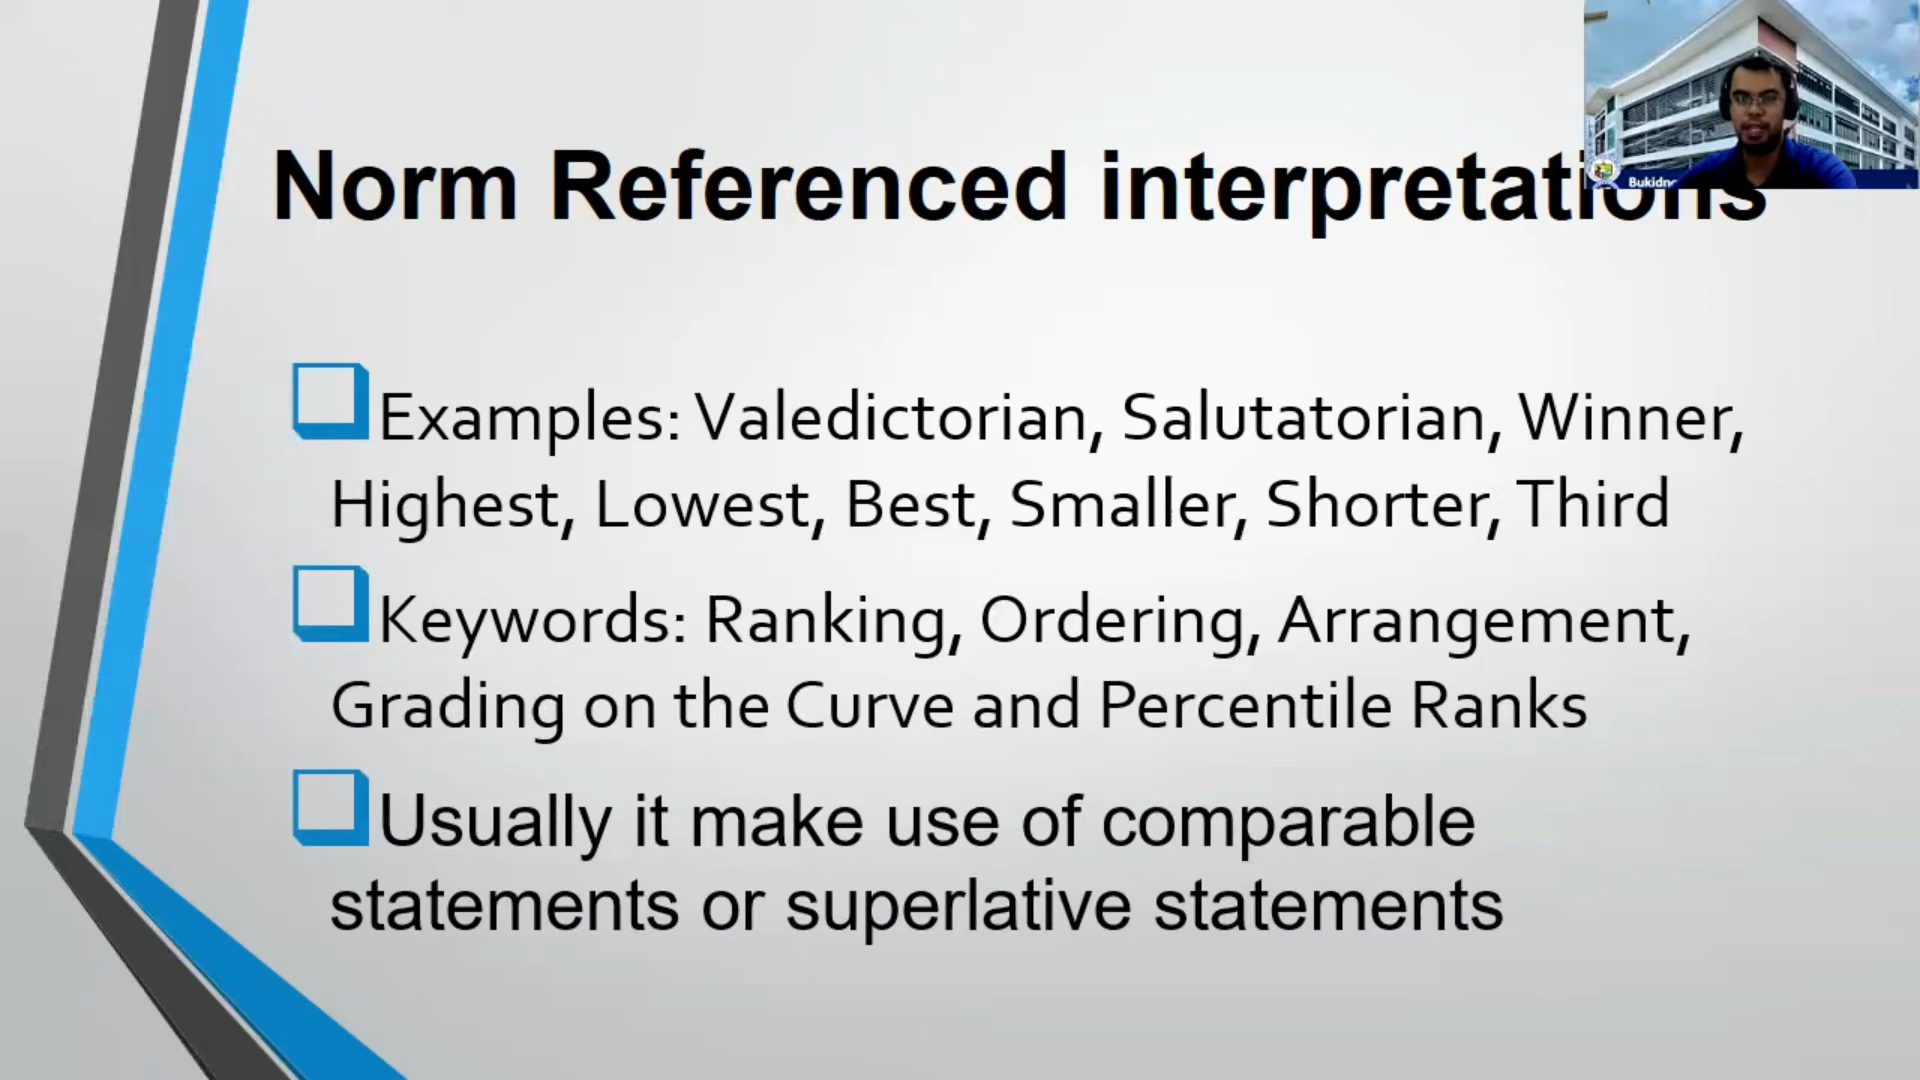 Norm Referenced interpretations
Examples: Valedictorian, Salutatorian, Winner,
Highest, Lowest, Best, Smaller, Shorter, Third
Keywords: Ranking, Ordering, Arrangement,
Grading on the Curve and Percentile Ranks
Usually it make use of comparable
statements or superlative statements